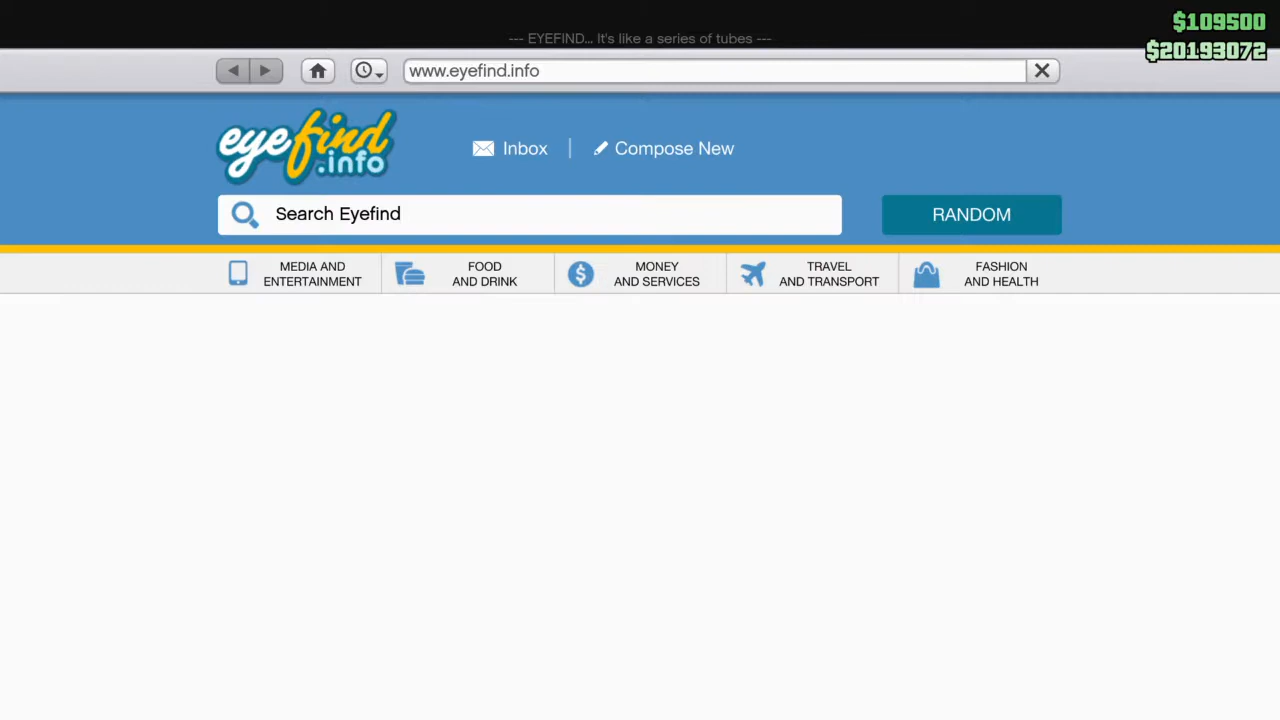 $109500
--- EYEFIND... It's like a series of tubes ---
$20193072
www.eyefind.info
eyefind
.info
Inbox
Compose New
Search Eyefind
RANDOM
MEDIA AND
ENTERTAINMENT
FOOD
AND DRINK
MONEY
AND SERVICES
TRAVEL
AND TRANSPORT
FASHION
AND HEALTH